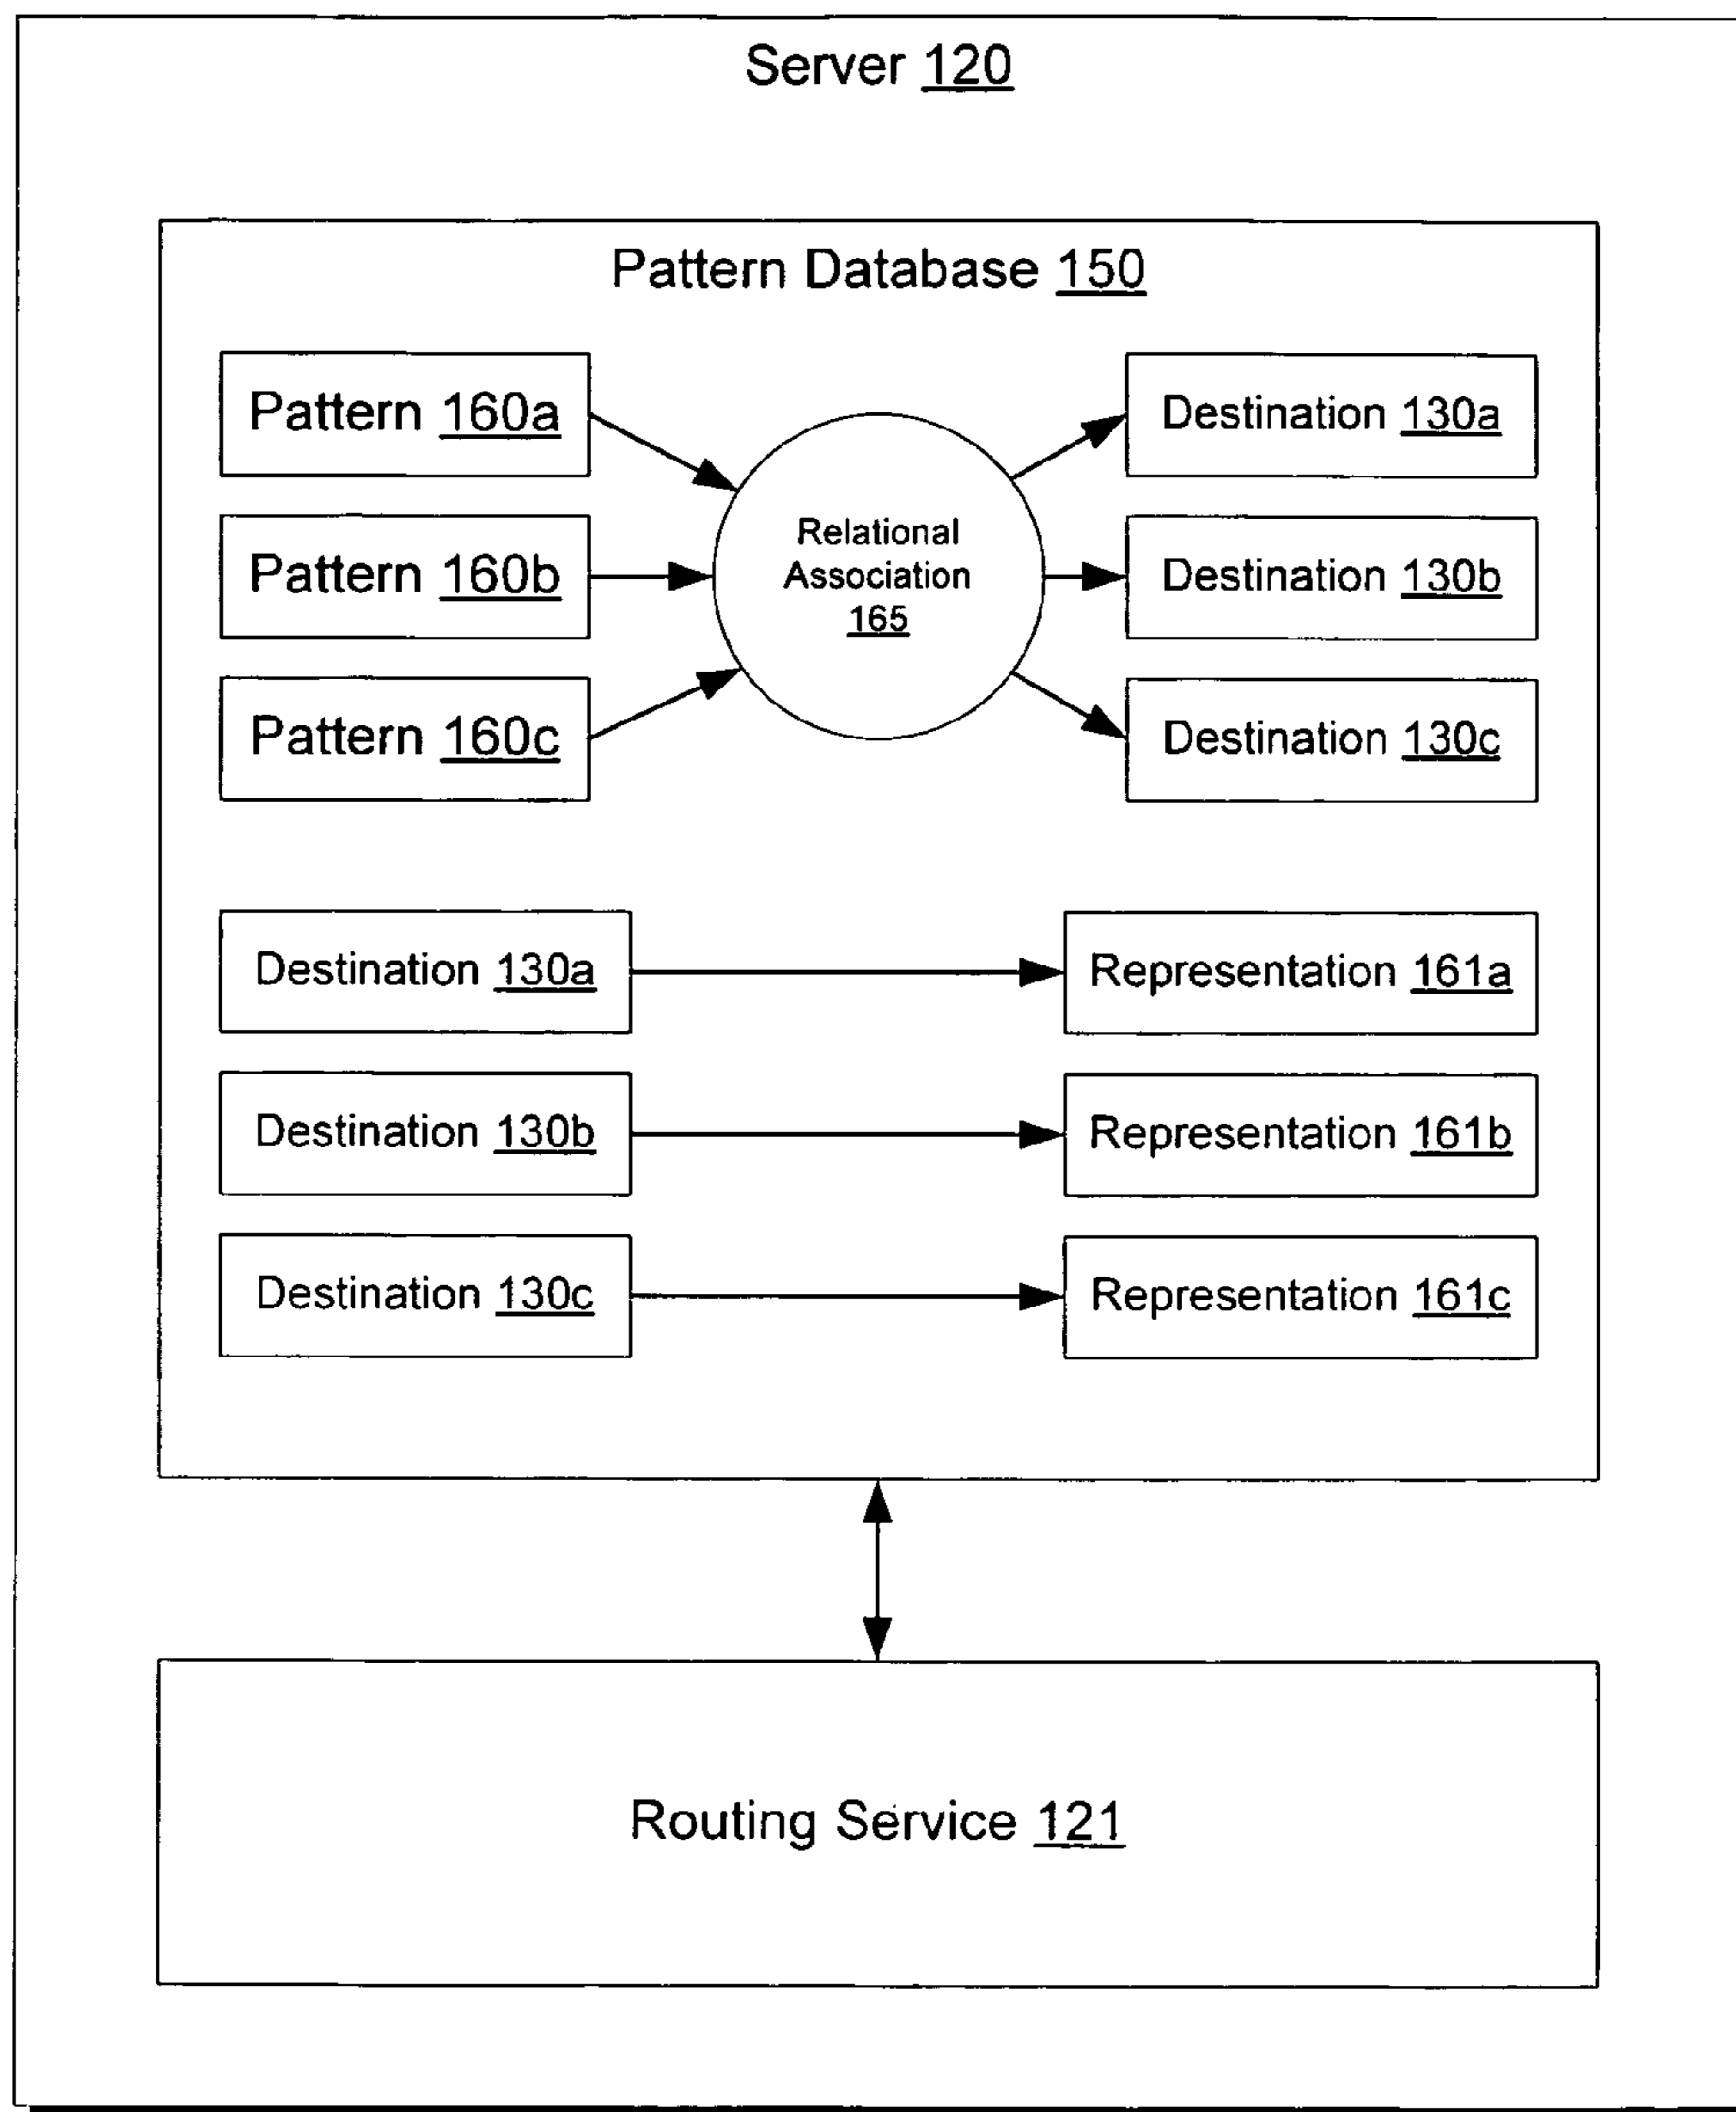 Server 120
Pattern Database 150
Pattern 160a
Destination 130a
Relational
Association
165
Pattern 160b
Destination 130b
Pattern 160c
Destination 130c
Destination 130a
Representation 161a
Destination 130b
Representation 161b
Destination 130c
Representation 161c
Routing Service 121